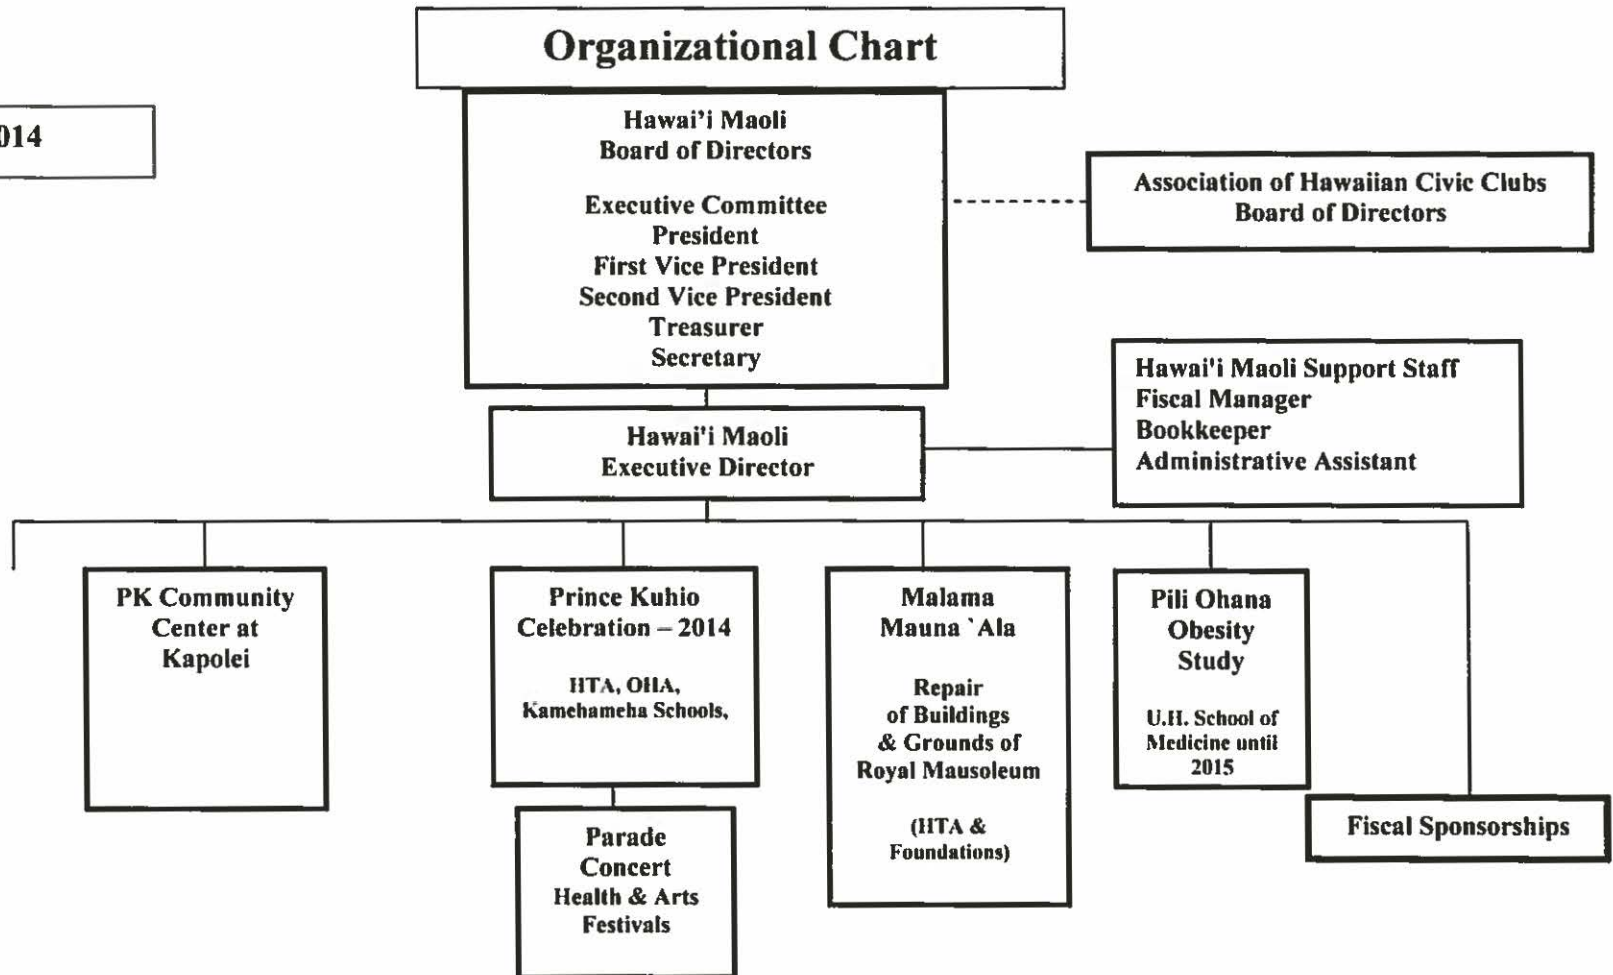 Organizational Chart
014
Hawai'i Maoli
Board of Directors
Executive Committee
President
First Vice President
Second Vice President
Treasurer
Secretary
Association of Hawaiian Civic Clubs
Board of Directors
Hawai'i Maoli Support Staff
Fiscal Manager
Bookkeeper
Administrative Assistant
Hawai'i Maoli
Executive Director
PK Community
Center at
Kapolei
Prince Kuhio
Celebration – 2014
HTA, OHA,
Kamehameha Schools,
Parade
Concert
Health & Arts
Festivals
Malama
Mauna `Ala
Repair
of Buildings
& Grounds of
Royal Mausoleum
(HTA &
Foundations)
Pili Ohana
Obesity
Study
U.H. School of
Medicine until
2015
Fiscal Sponsorships